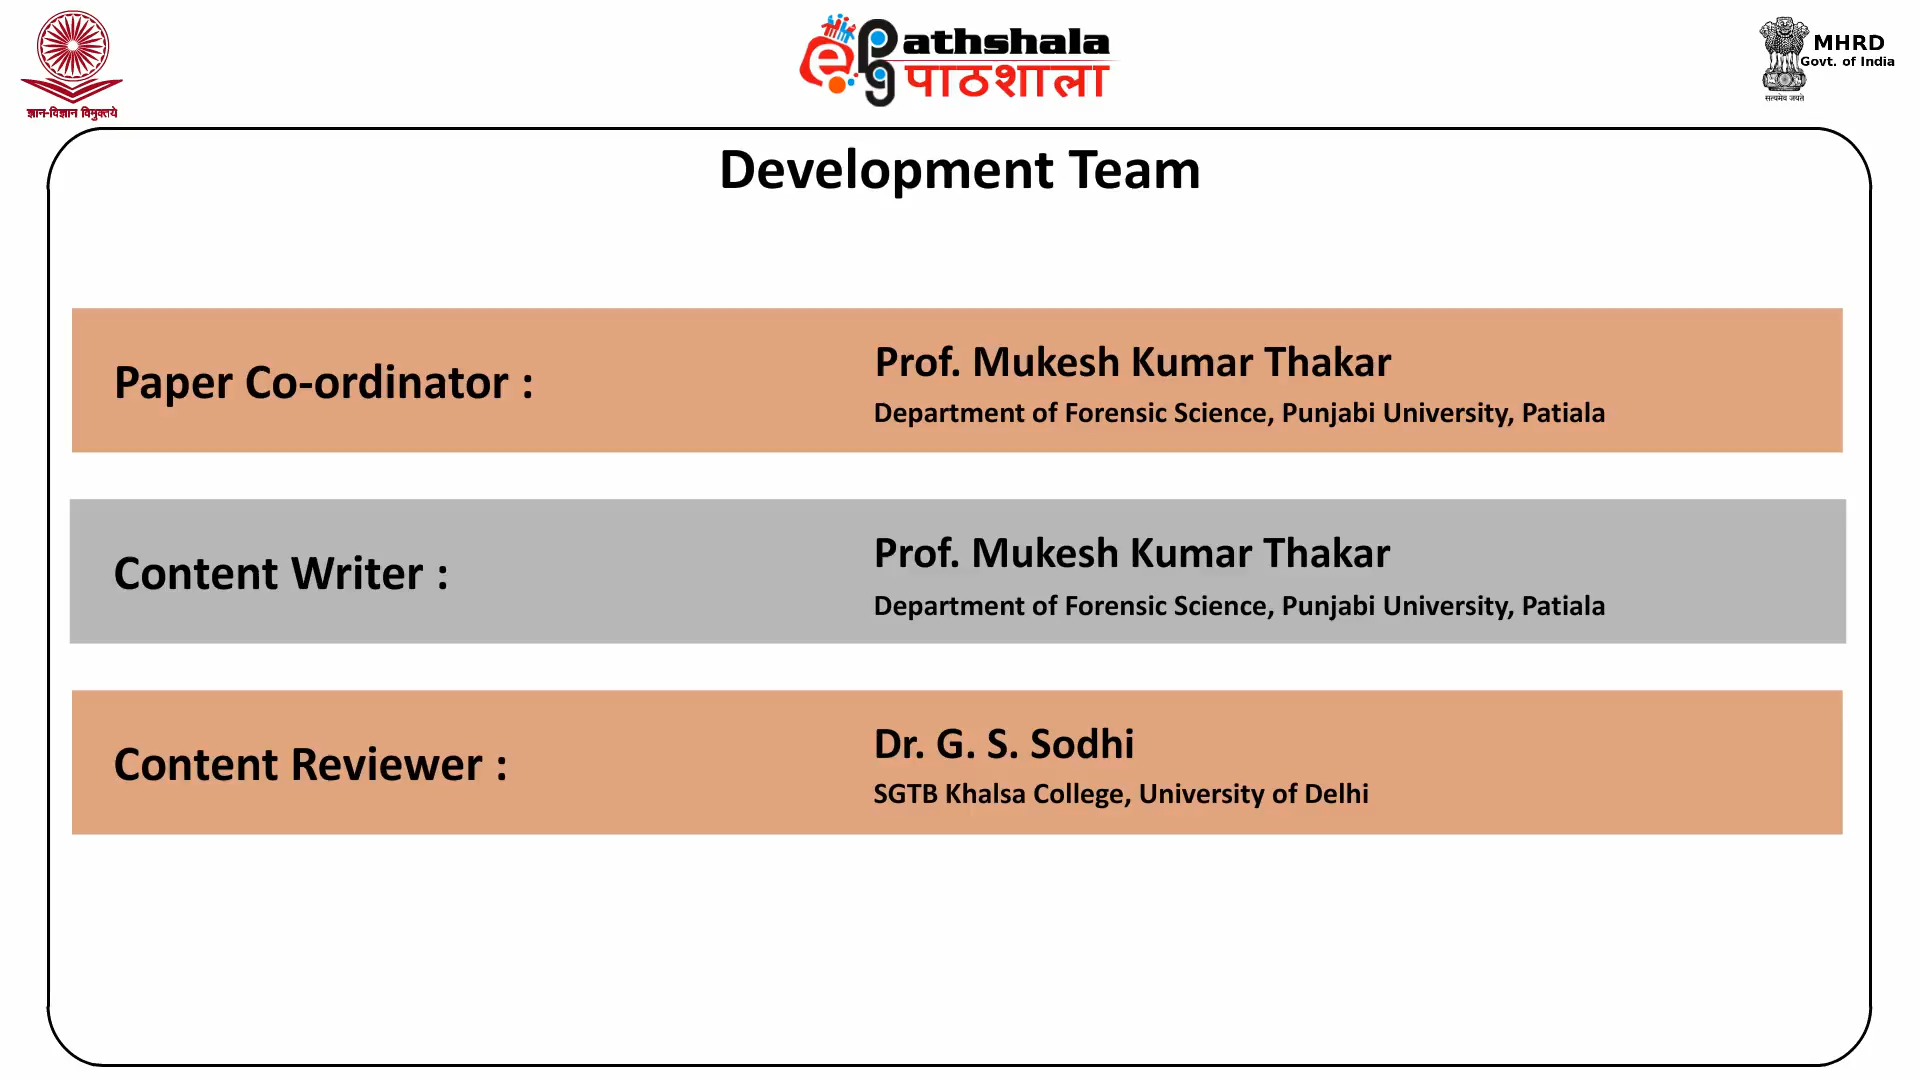 ज्ञान-विज्ञान विमुक्तये
e pg Pathshala
पाठशाला
MHRD
Govt. of India
सत्यमेव जयते
Development Team
Paper Co-ordinator :
Prof. Mukesh Kumar Thakar
Department of Forensic Science, Punjabi University, Patiala
Content Writer :
Prof. Mukesh Kumar Thakar
Department of Forensic Science, Punjabi University, Patiala
Content Reviewer :
Dr. G. S. Sodhi
SGTB Khalsa College, University of Delhi